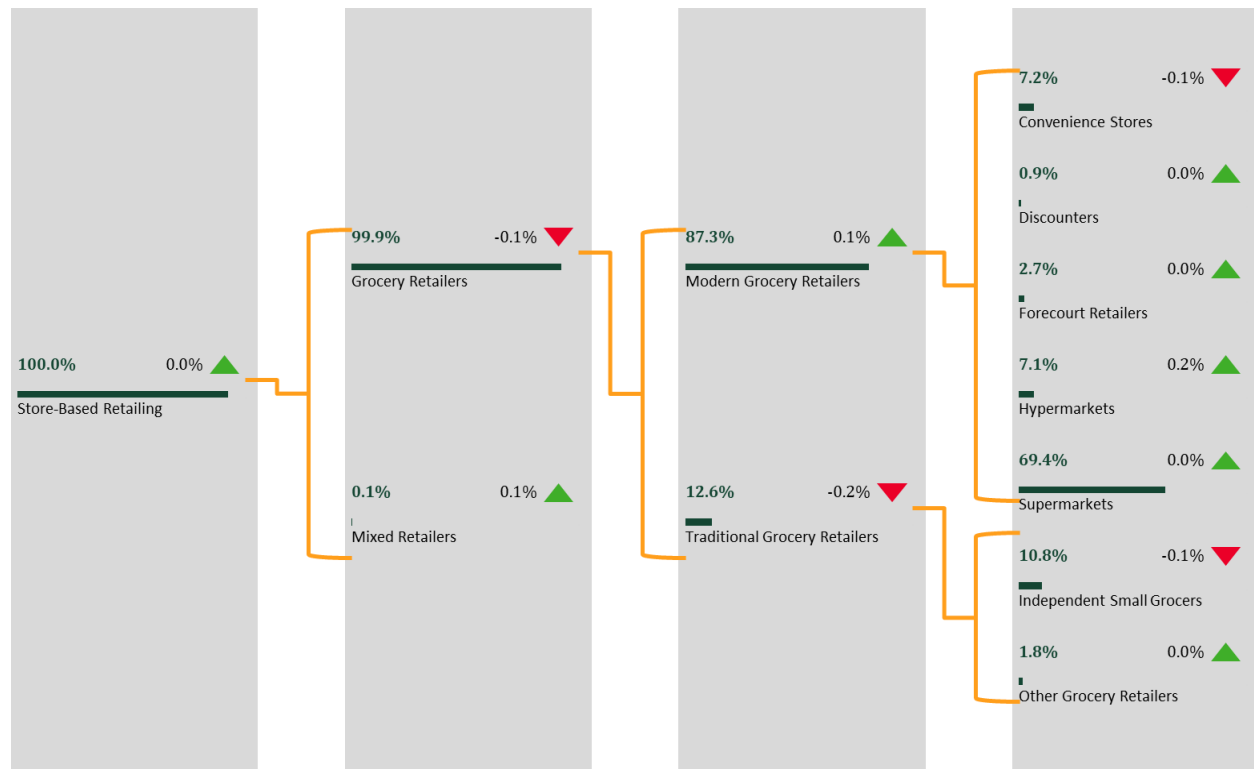 100.0% 0.0%
Store-Based Retailing
99.9% -0.1%
Grocery Retailers
0.1% 0.1%
Mixed Retailers
87.3% 0.1%
Modern Grocery Retailers
12.6% -0.2%
Traditional Grocery Retailers
7.2% -0.1%
Convenience Stores
0.9% 0.0%
Discounters
2.7% 0.0%
Forecourt Retailers
7.1% 0.2%
Hypermarkets
69.4% 0.0%
Supermarkets
10.8% -0.1%
Independent Small Grocers
1.8% 0.0%
Other Grocery Retailers